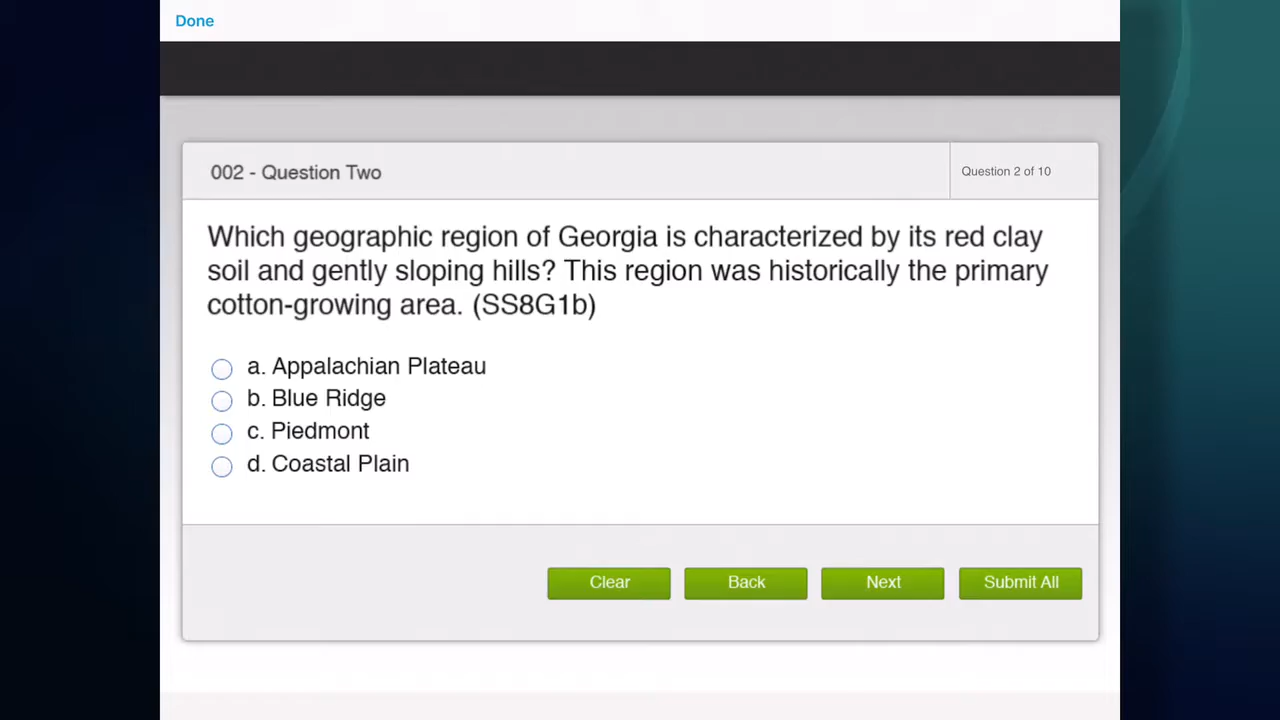 Done
002 - Question Two
Question 2 of 10
Which geographic region of Georgia is characterized by its red clay
soil and gently sloping hills? This region was historically the primary
cotton-growing area. (SS8G1b)
a. Appalachian Plateau
b. Blue Ridge
c. Piedmont
d. Coastal Plain
Clear
Back
Next
Submit All